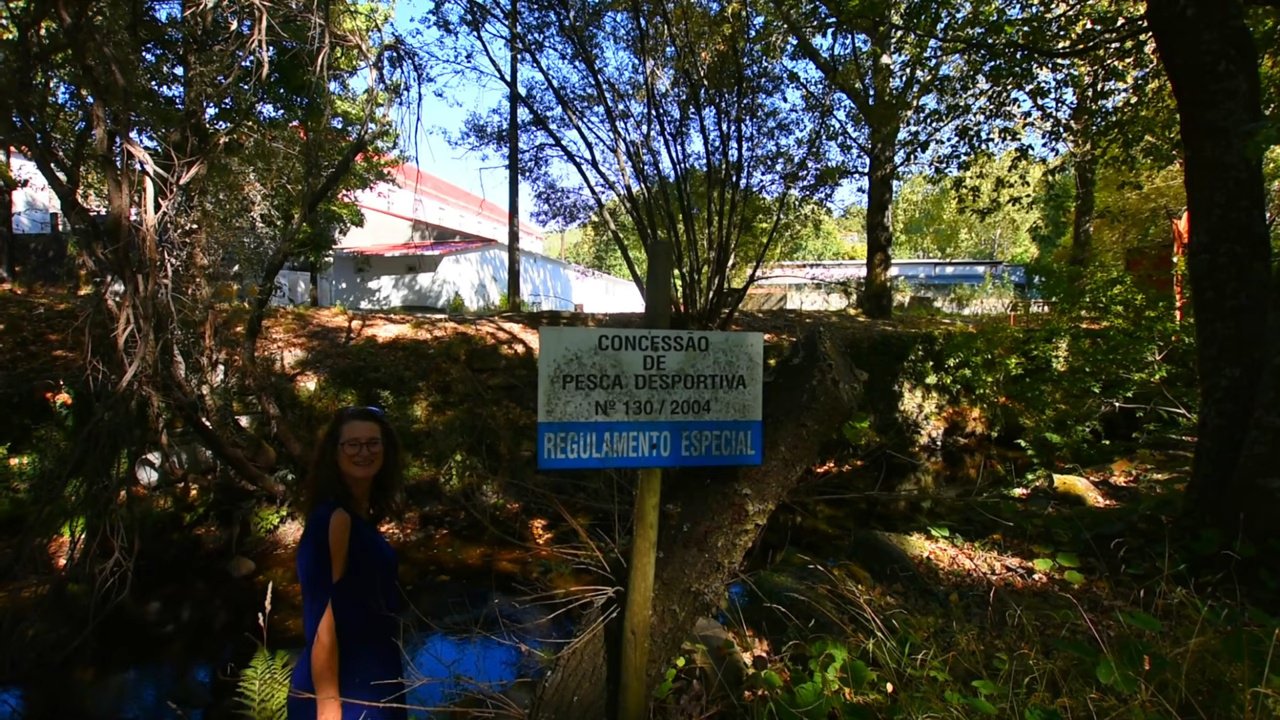 CONCESSÃO
DE
PESCA DESPORTIVA
Nº 130 / 2004
REGULAMENTO ESPECIAL